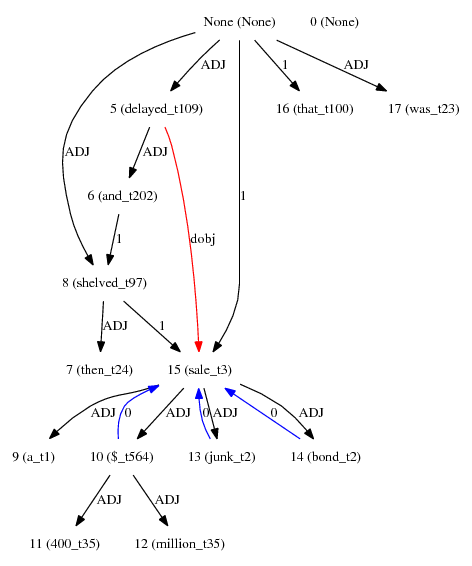 None (None) 0 (None)
ADJ 1 ADJ
5 (delayed_t109) 16 (that_t100) 17 (was_t23)
ADJ ADJ
6 (and_t202) 1
1 dobj
8 (shelved_t97)
ADJ 1
7 (then_t24) 15 (sale_t3)
ADJ 0 ADJ 0 ADJ 0 ADJ
9 (a_t1) 10 ($_t564) 13 (junk_t2) 14 (bond_t2)
ADJ ADJ
11 (400_t35) 12 (million_t35)